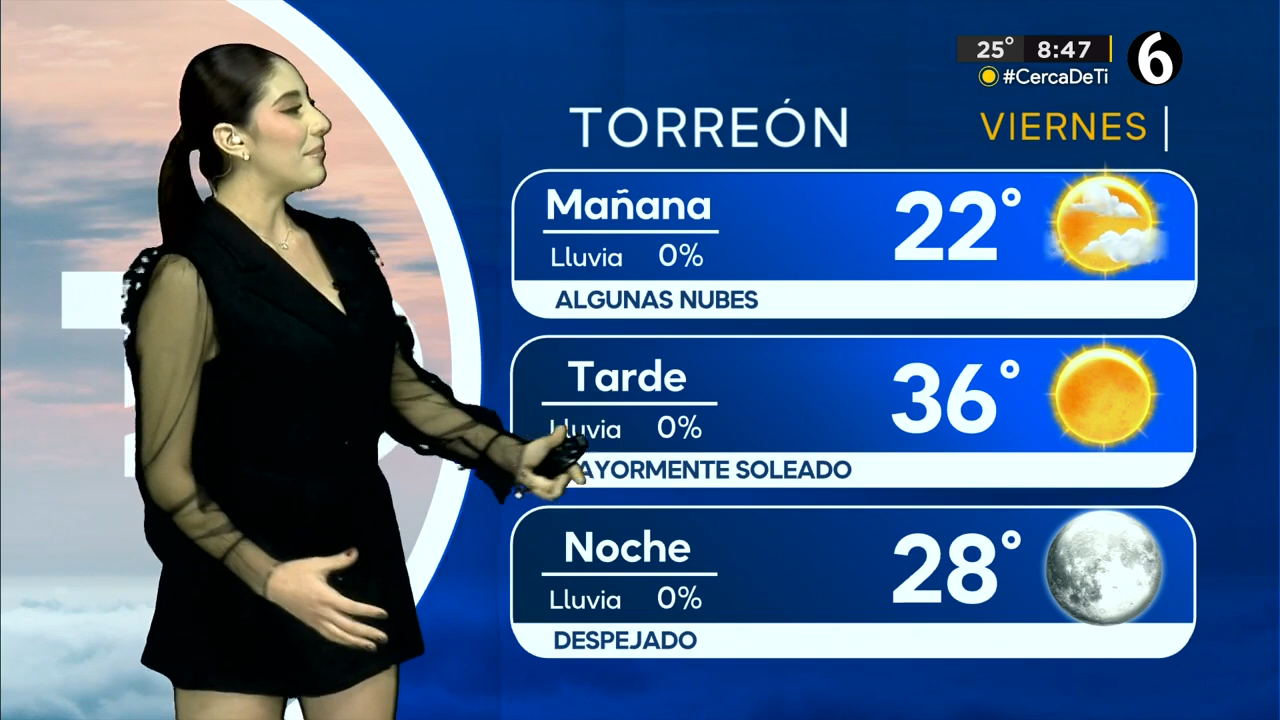 25° 8:47
#CercaDeTi
6
TORREÓN
VIERNES
Mañana
22°
Lluvia 0%
ALGUNAS NUBES
Tarde
36°
Lluvia 0%
AYORMENTE SOLEADO
Noche
28°
Lluvia 0%
DESPEJADO